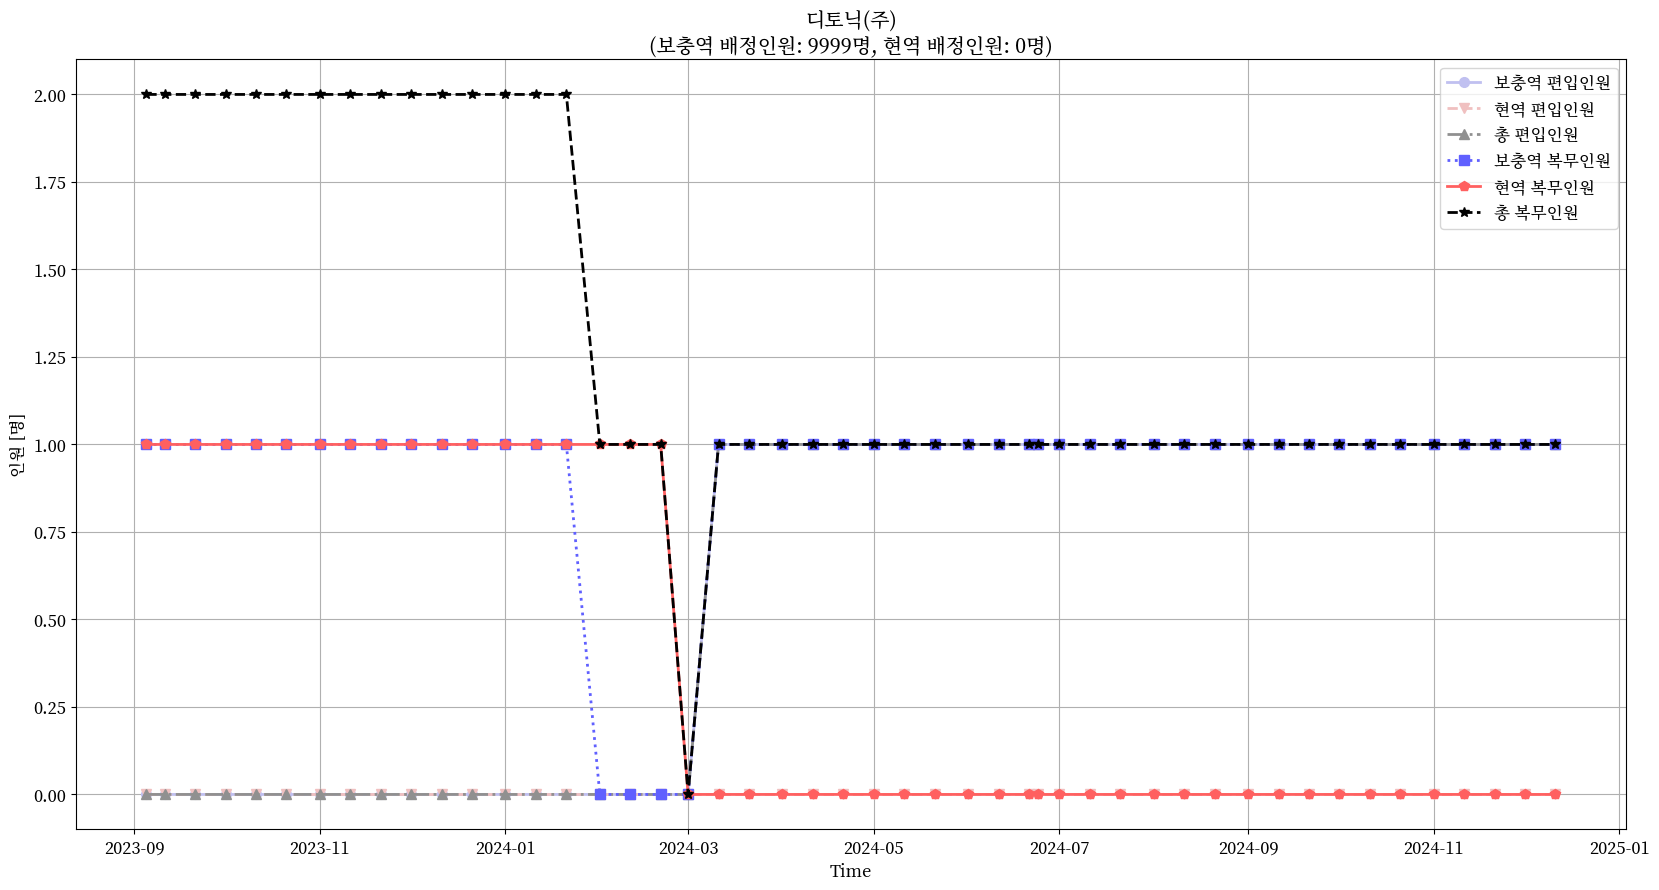 디토닉(주)
(보충역 배정인원: 9999명, 현역 배정인원: 0명)
보충역 편입인원
현역 편입인원
총 편입인원
보충역 복무인원
현역 복무인원
총 복무인원
인원 [명]
2.00
1.75
1.50
1.25
1.00
0.75
0.50
0.25
0.00
2023-09
2023-11
2024-01
2024-03
2024-05
2024-07
2024-09
2024-11
2025-01
Time